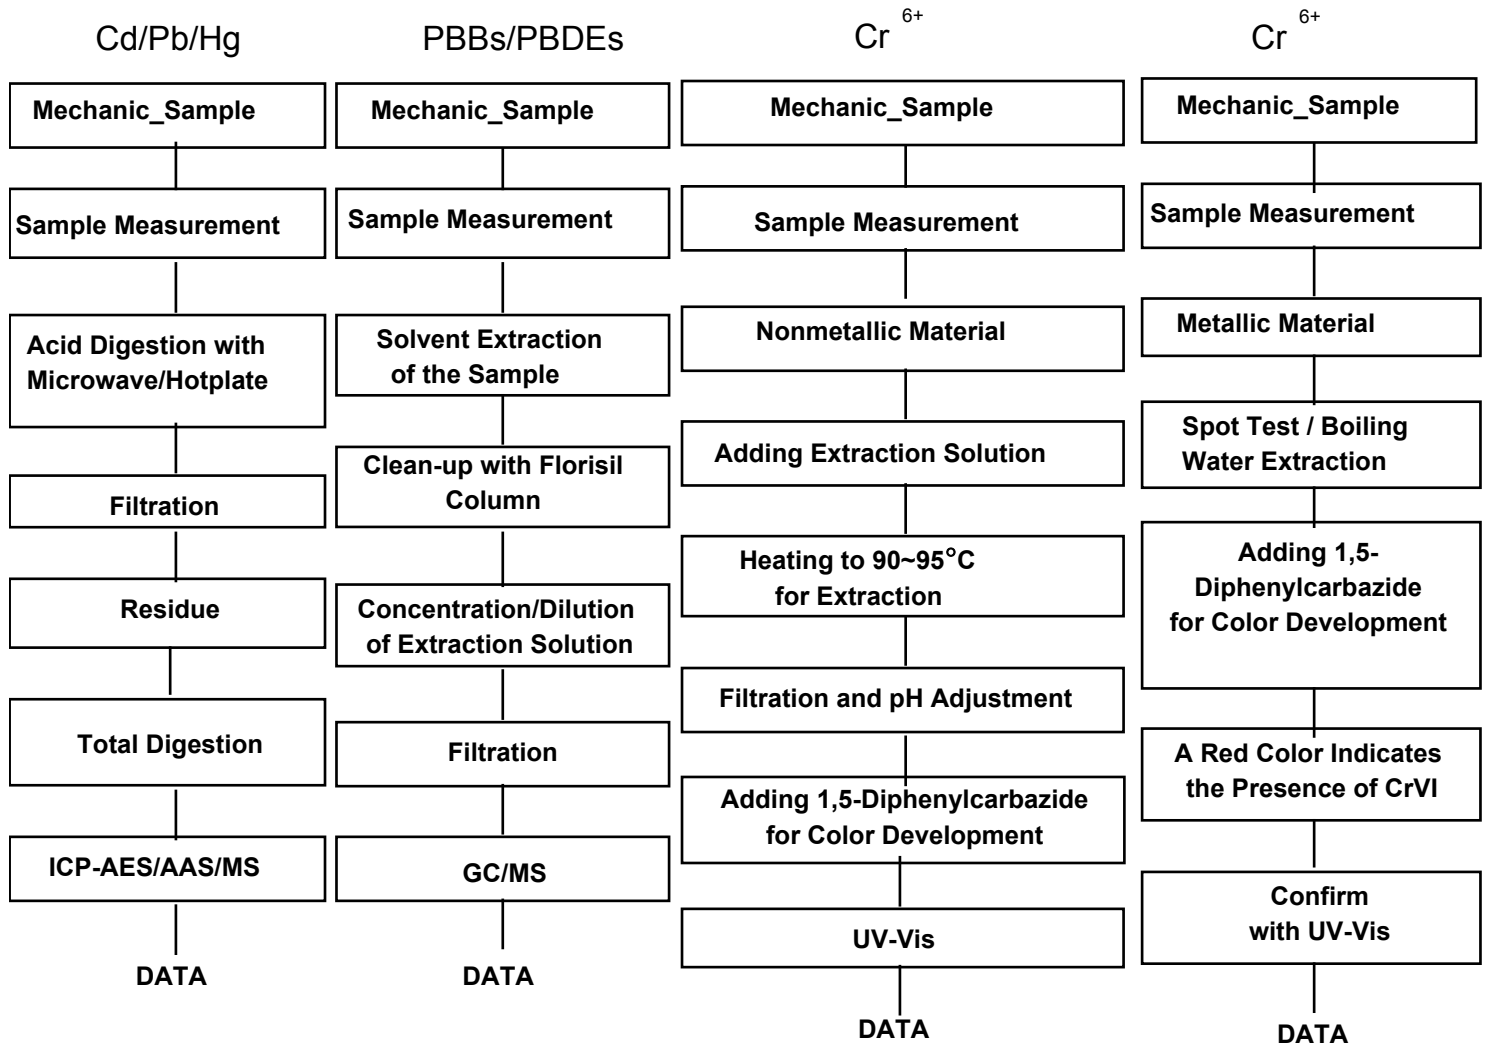 Cd/Pb/Hg
Mechanic_Sample
Sample Measurement
Acid Digestion with
Microwave/Hotplate
Filtration
Residue
Total Digestion
ICP-AES/AAS/MS
DATA
PBBs/PBDEs
Mechanic_Sample
Sample Measurement
Solvent Extraction
of the Sample
Clean-up with Florisil
Column
Concentration/Dilution
of Extraction Solution
Filtration
GC/MS
DATA
Cr 6+
Mechanic_Sample
Sample Measurement
Nonmetallic Material
Adding Extraction Solution
Heating to 90~95°C
for Extraction
Filtration and pH Adjustment
Adding 1,5-Diphenylcarbazide
for Color Development
UV-Vis
DATA
Cr 6+
Mechanic_Sample
Sample Measurement
Metallic Material
Spot Test / Boiling
Water Extraction
Adding 1,5-
Diphenylcarbazide
for Color Development
A Red Color Indicates
the Presence of CrVI
Confirm
with UV-Vis
DATA